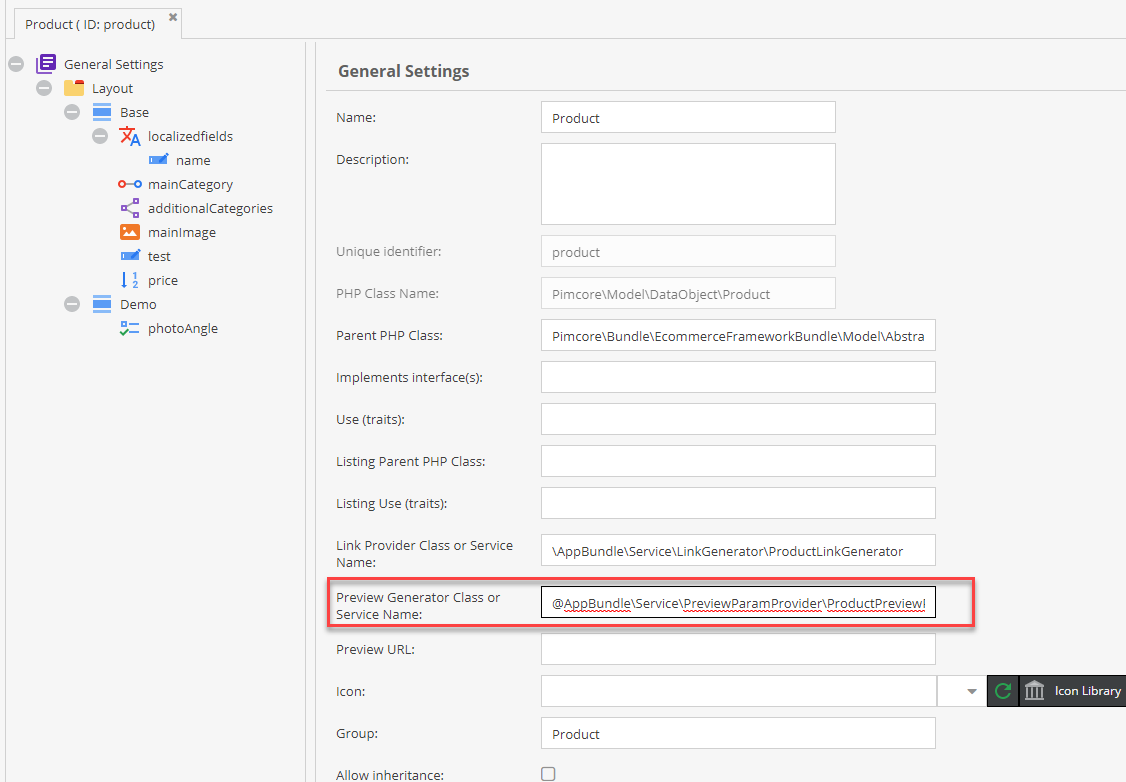 Product ( ID: product)
General Settings
Layout
Base
localizedfields
name
mainCategory
additionalCategories
mainImage
test
price
Demo
photoAngle
General Settings
Name:
Product
Description:
Unique identifier:
product
PHP Class Name:
Pimcore\Model\DataObject\Product
Parent PHP Class:
Pimcore\Bundle\EcommerceFrameworkBundle\Model\Abstra
Implements interface(s):
Use (traits):
Listing Parent PHP Class:
Listing Use (traits):
Link Provider Class or Service
Name:
\AppBundle\Service\LinkGenerator\ProductLinkGenerator
Preview Generator Class or
Service Name:
@AppBundle\Service\PreviewParamProvider\ProductPreview
Preview URL:
Icon:
Icon Library
Group:
Product
Allow inheritance: